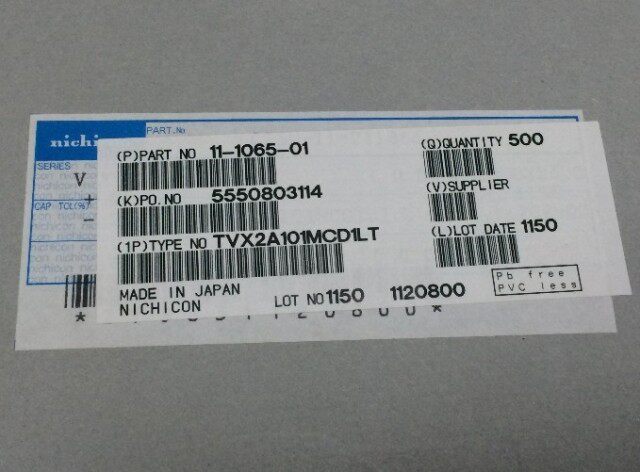 PART.No
nichi
SERIES
V
CAP TCL(%)
+
-
(P)PART NO 11-1065-01
(Q)QUANTITY 500
(K)PO.NO 5550803114
(V)SUPPLIER
(1P)TYPE NO TVX2A101MCD1LT
(L)LOT DATE 1150
MADE IN JAPAN
NICHICON
LOT NO 1150 1120800
Pb free
PVC less